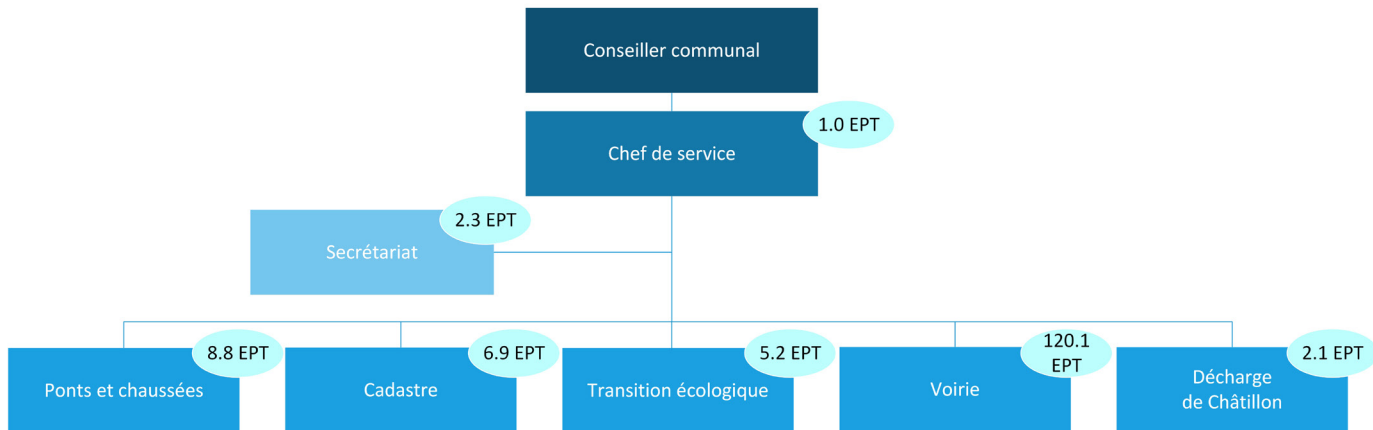 Conseiller communal
1.0 EPT
Chef de service
2.3 EPT
Secrétariat
8.8 EPT
Ponts et chaussées
6.9 EPT
Cadastre
5.2 EPT
Transition écologique
120.1
EPT
Voirie
2.1 EPT
Décharge
de Châtillon